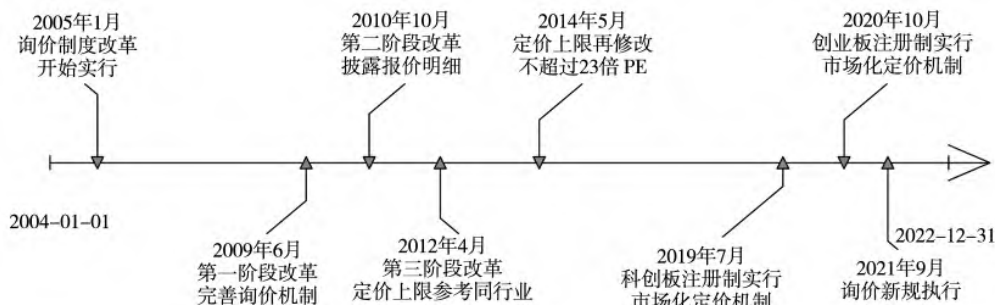 2005年1月
询价制度改革
开始实行
2010年10月
第二阶段改革
披露报价明细
2014年5月
定价上限再修改
不超过23倍 PE
2020年10月
创业板注册制实行
市场化定价机制
2004-01-01
2022-12-31
2009年6月
第一阶段改革
完善询价机制
2012年4月
第三阶段改革
定价上限参考同行业
2019年7月
科创板注册制实行
市场化定价机制
2021年9月
询价新规执行